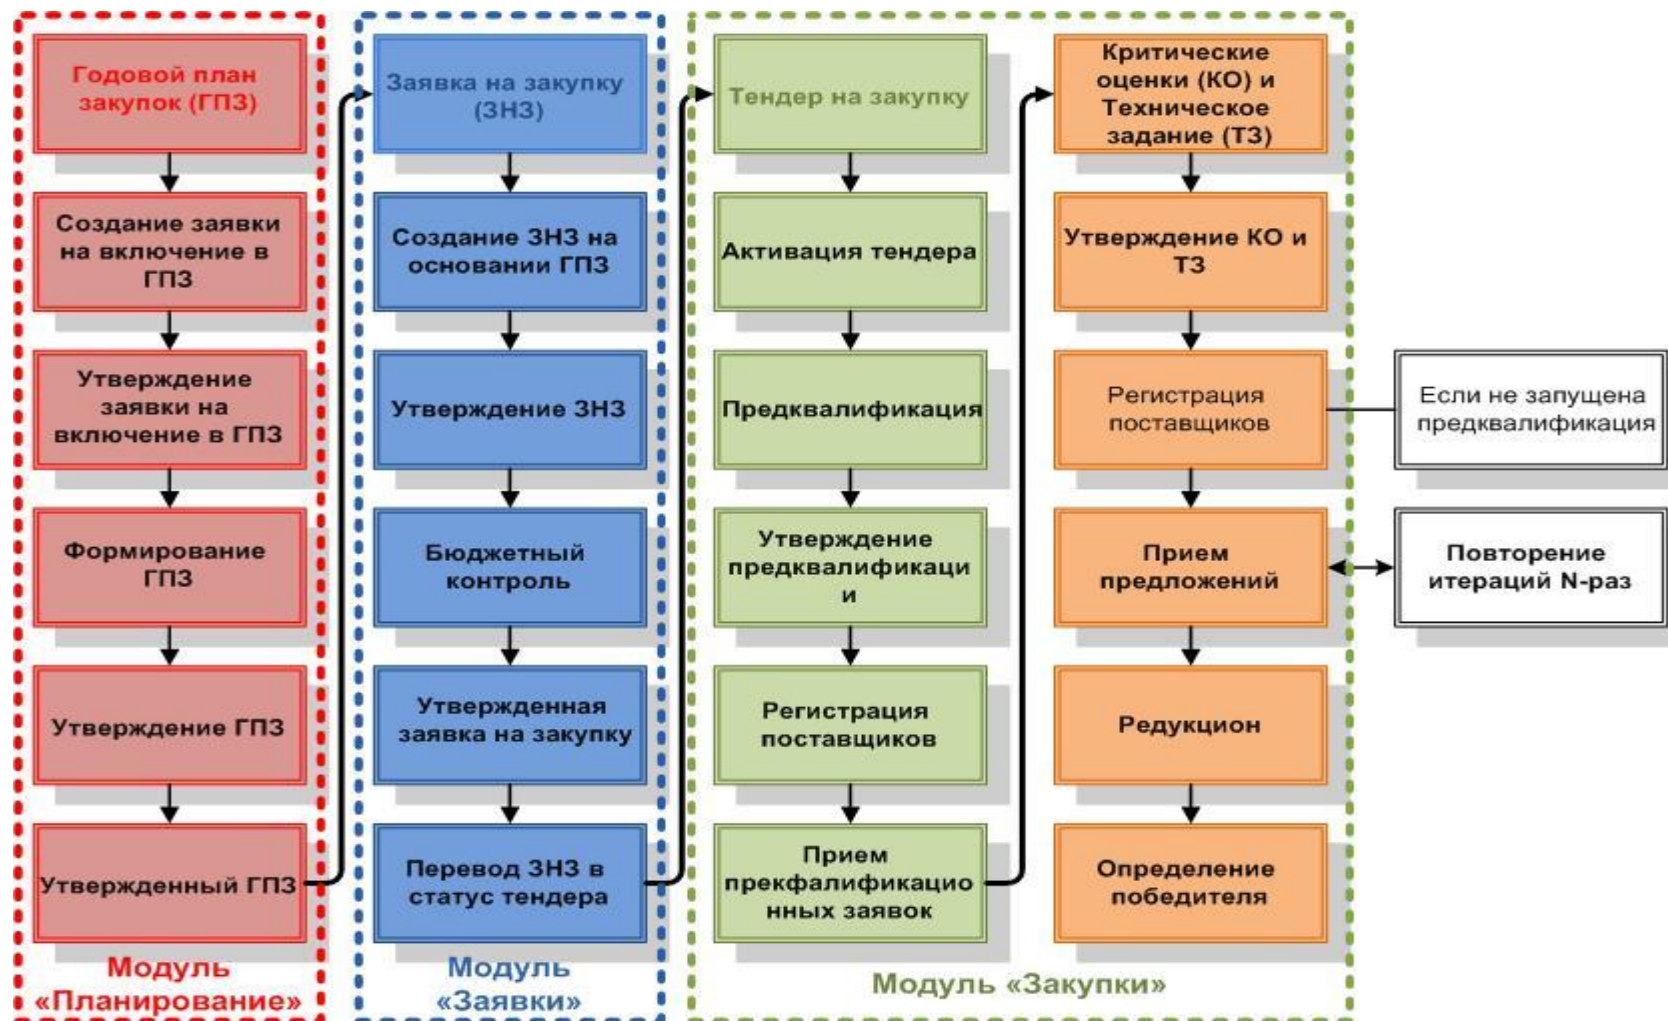 Годовой план
закупок (ГПЗ)
Создание заявки
на включение в
ГПЗ
Утверждение
заявки на
включение в ГПЗ
Формирование
ГПЗ
Утверждение ГПЗ
Утвержденный ГПЗ
Модуль
«Планирование»
Заявка на закупку
(ЗНЗ)
Создание ЗНЗ на
основании ГПЗ
Утверждение ЗНЗ
Бюджетный
контроль
Утвержденная
заявка на закупку
Перевод ЗНЗ в
статус тендера
Модуль
«Заявки»
Тендер на закупку
Активация тендера
Предквалификация
Утверждение
предквалификаци
и
Регистрация
поставщиков
Прием
прекфалификацио
нных заявок
Критические
оценки (КО) и
Техническое
задание (ТЗ)
Утверждение КО и
ТЗ
Регистрация
поставщиков
Прием
предложений
Редукцион
Определение
победителя
Модуль «Закупки»
Если не запущена
предквалификация
Повторение
итераций N-раз